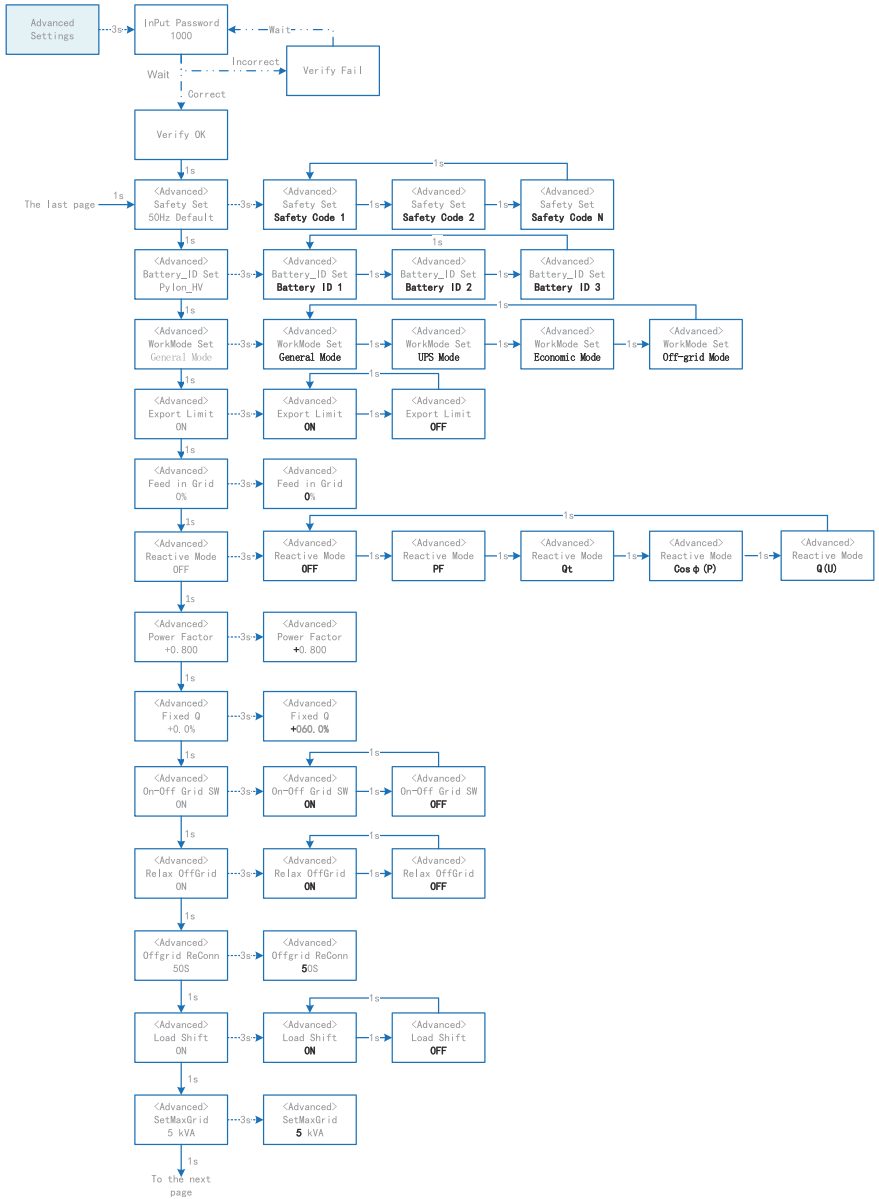 Advanced
Settings
3s
InPut Password
1000
Wait
Wait
Incorrect
Verify Fail
Correct
Verify OK
1s
The last page
1s
<Advanced>
Safety Set
50Hz Default
3s
<Advanced>
Safety Set
Safety Code 1
1s
<Advanced>
Safety Set
Safety Code 2
1s
<Advanced>
Safety Set
Safety Code N
1s
1s
<Advanced>
Battery_ID Set
Pylon_HV
3s
<Advanced>
Battery_ID Set
Battery ID 1
1s
<Advanced>
Battery_ID Set
Battery ID 2
1s
<Advanced>
Battery_ID Set
Battery ID 3
1s
1s
<Advanced>
WorkMode Set
General Mode
3s
<Advanced>
WorkMode Set
General Mode
1s
<Advanced>
WorkMode Set
UPS Mode
1s
<Advanced>
WorkMode Set
Economic Mode
1s
<Advanced>
WorkMode Set
Off-grid Mode
1s
1s
<Advanced>
Export Limit
ON
3s
<Advanced>
Export Limit
ON
1s
<Advanced>
Export Limit
OFF
1s
1s
<Advanced>
Feed in Grid
0%
3s
<Advanced>
Feed in Grid
0%
1s
<Advanced>
Reactive Mode
OFF
3s
<Advanced>
Reactive Mode
OFF
1s
<Advanced>
Reactive Mode
PF
1s
<Advanced>
Reactive Mode
Qt
1s
<Advanced>
Reactive Mode
Cosφ(P)
1s
<Advanced>
Reactive Mode
Q(U)
1s
1s
<Advanced>
Power Factor
+0.800
3s
<Advanced>
Power Factor
+0.800
1s
<Advanced>
Fixed Q
+0.0%
3s
<Advanced>
Fixed Q
+060.0%
1s
<Advanced>
On-Off Grid SW
ON
3s
<Advanced>
On-Off Grid SW
ON
1s
<Advanced>
On-Off Grid SW
OFF
1s
1s
<Advanced>
Relax OffGrid
ON
3s
<Advanced>
Relax OffGrid
ON
1s
<Advanced>
Relax OffGrid
OFF
1s
1s
<Advanced>
Offgrid ReConn
50S
3s
<Advanced>
Offgrid ReConn
50S
1s
<Advanced>
Load Shift
ON
3s
<Advanced>
Load Shift
ON
1s
<Advanced>
Load Shift
OFF
1s
1s
<Advanced>
SetMaxGrid
5 kVA
3s
<Advanced>
SetMaxGrid
5 kVA
1s
To the next
page